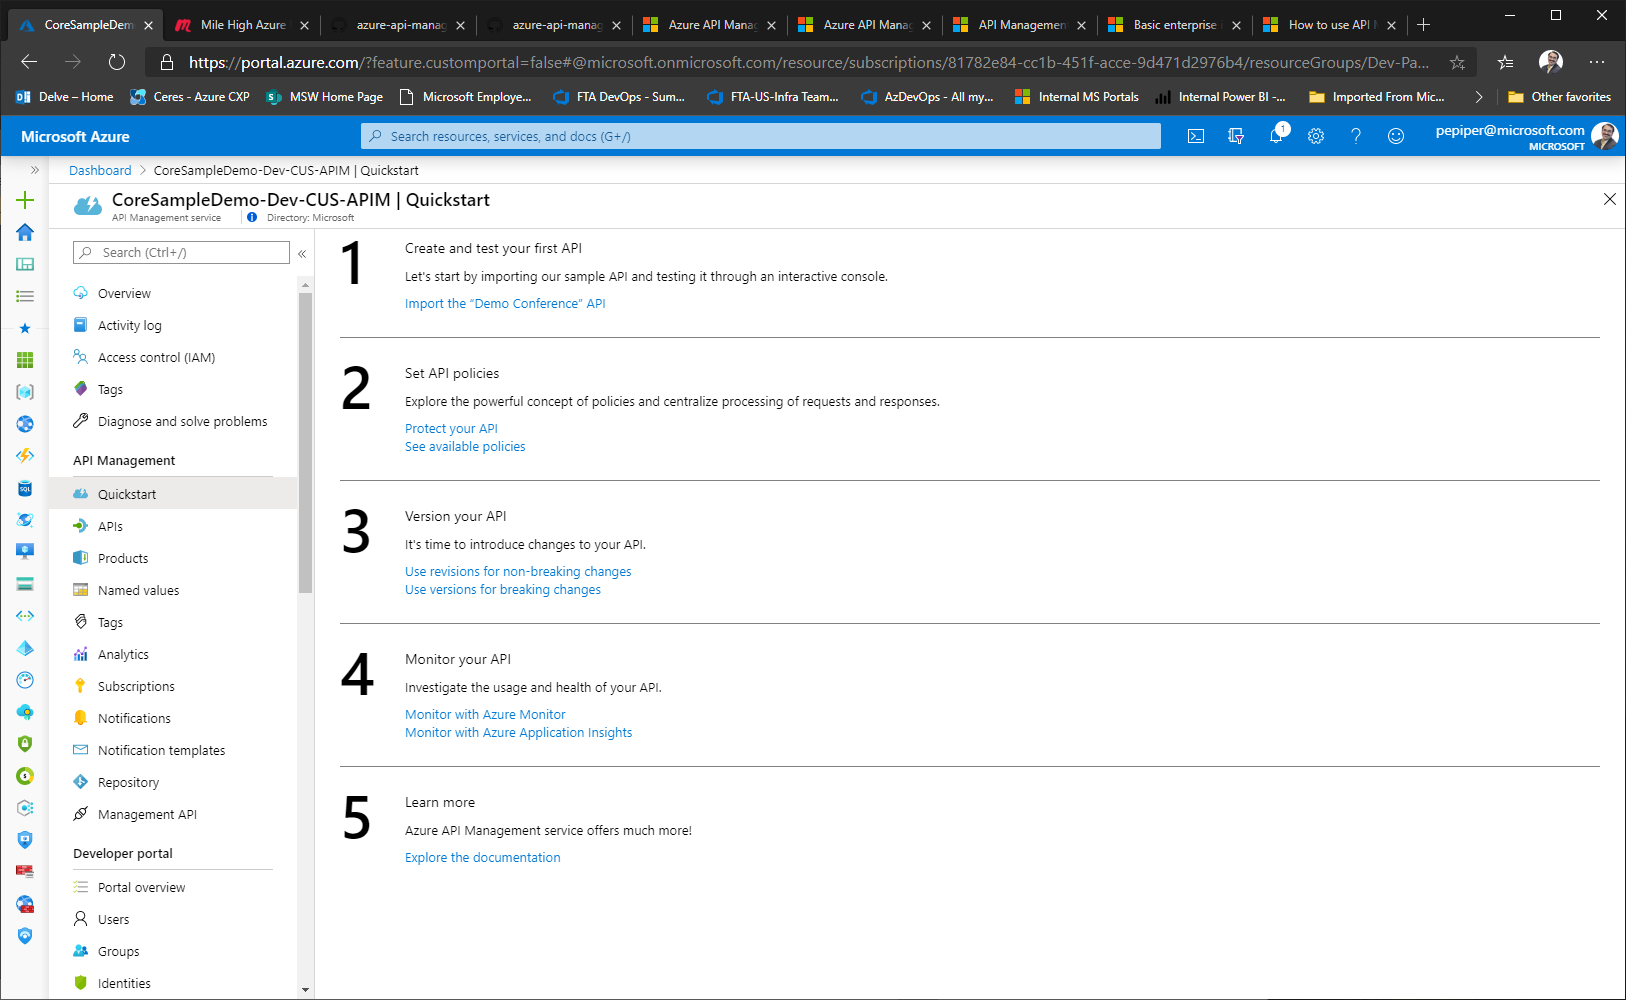 CoreSampleDem
Mile High Azure
azure-api-manag
azure-api-manag
Azure API Manag
Azure API Manag
API Management
Basic enterprise
How to use API
https://portal.azure.com/?feature.customportal=false#@microsoft.onmicrosoft.com/resource/subscriptions/81782e84-cc1b-451f-acce-9d471d2976b4/resourceGroups/Dev-Pa...
Delve – Home
Ceres - Azure CXP
MSW Home Page
Microsoft Employe...
FTA DevOps - Sum...
FTA-US-Infra Team...
AzDevOps - All my...
Internal MS Portals
Internal Power BI -...
Imported From Mic...
Other favorites
Microsoft Azure
Search resources, services, and docs (G+/)
1
pepiper@microsoft.com
MICROSOFT
Dashboard > CoreSampleDemo-Dev-CUS-APIM | Quickstart
CoreSampleDemo-Dev-CUS-APIM | Quickstart
API Management service
Directory: Microsoft
Search (Ctrl+/)
Overview
Activity log
Access control (IAM)
Tags
Diagnose and solve problems
API Management
Quickstart
APIs
Products
Named values
Tags
Analytics
Subscriptions
Notifications
Notification templates
Repository
Management API
Developer portal
Portal overview
Users
Groups
Identities
1
Create and test your first API
Let's start by importing our sample API and testing it through an interactive console.
Import the “Demo Conference” API
2
Set API policies
Explore the powerful concept of policies and centralize processing of requests and responses.
Protect your API
See available policies
3
Version your API
It's time to introduce changes to your API.
Use revisions for non-breaking changes
Use versions for breaking changes
4
Monitor your API
Investigate the usage and health of your API.
Monitor with Azure Monitor
Monitor with Azure Application Insights
5
Learn more
Azure API Management service offers much more!
Explore the documentation